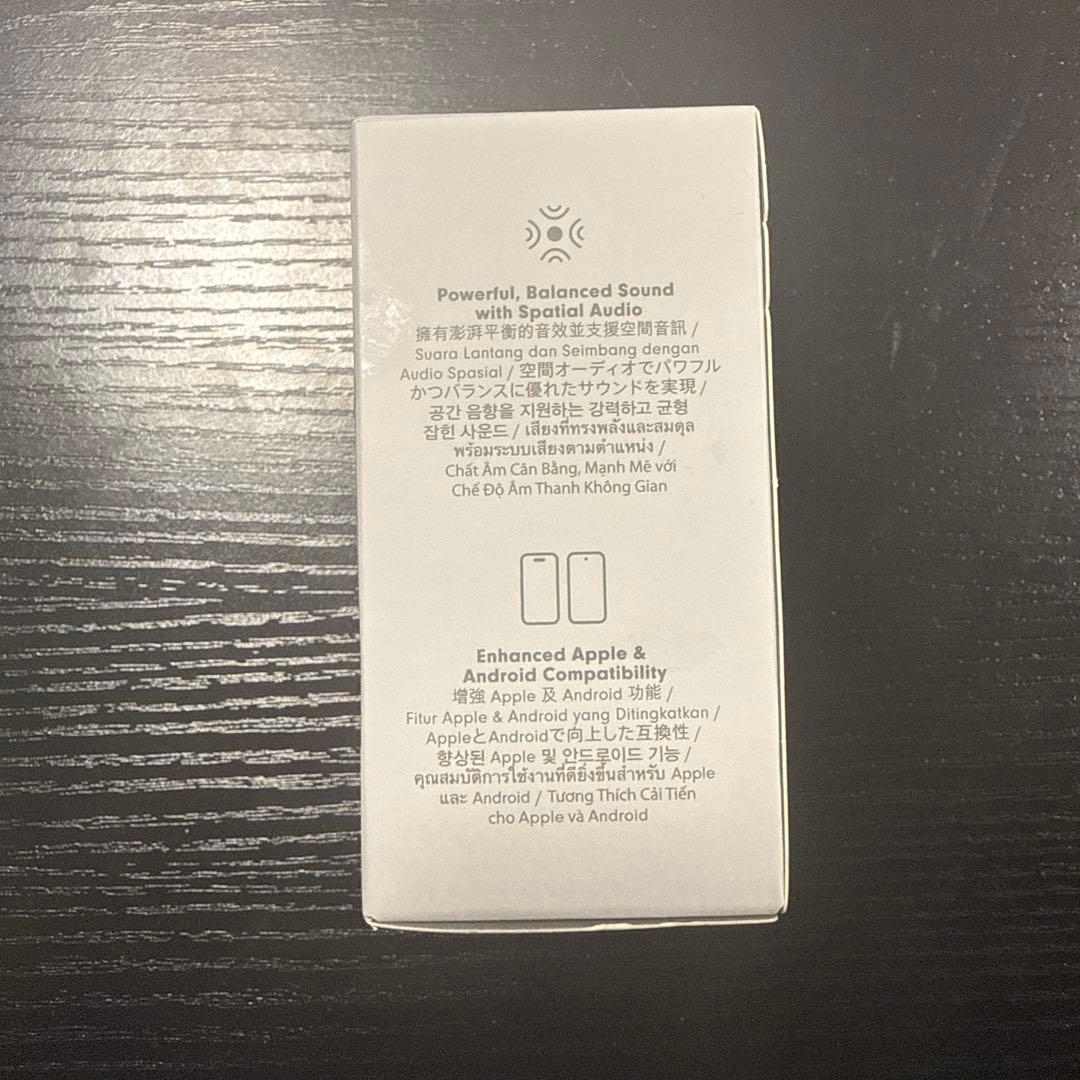 Powerful, Balanced Sound
with Spatial Audio
擁有澎湃平衡的音效並支援空間音訊 /
Suara Lantang dan Seimbang dengan
Audio Spasial / 空間オーディオでパワフル
かつバランスに優れたサウンドを実現 /
공간 음향을 지원하는 강력하고 균형
잡힌 사운드 / เสียงที่ทรงพลังและสมดุล
พร้อมระบบเสียงตามตำแหน่ง /
Chất Âm Cân Bằng, Mạnh Mẽ với
Chế Độ Âm Thanh Không Gian
Enhanced Apple &
Android Compatibility
增強 Apple 及 Android 功能 /
Fitur Apple & Android yang Ditingkatkan /
AppleとAndroidで向上した互換性 /
향상된 Apple 및 안드로이드 기능 /
คุณสมบัติการใช้งานที่ดียิ่งขึ้นสำหรับ Apple
และ Android / Tương Thích Cải Tiến
cho Apple và Android